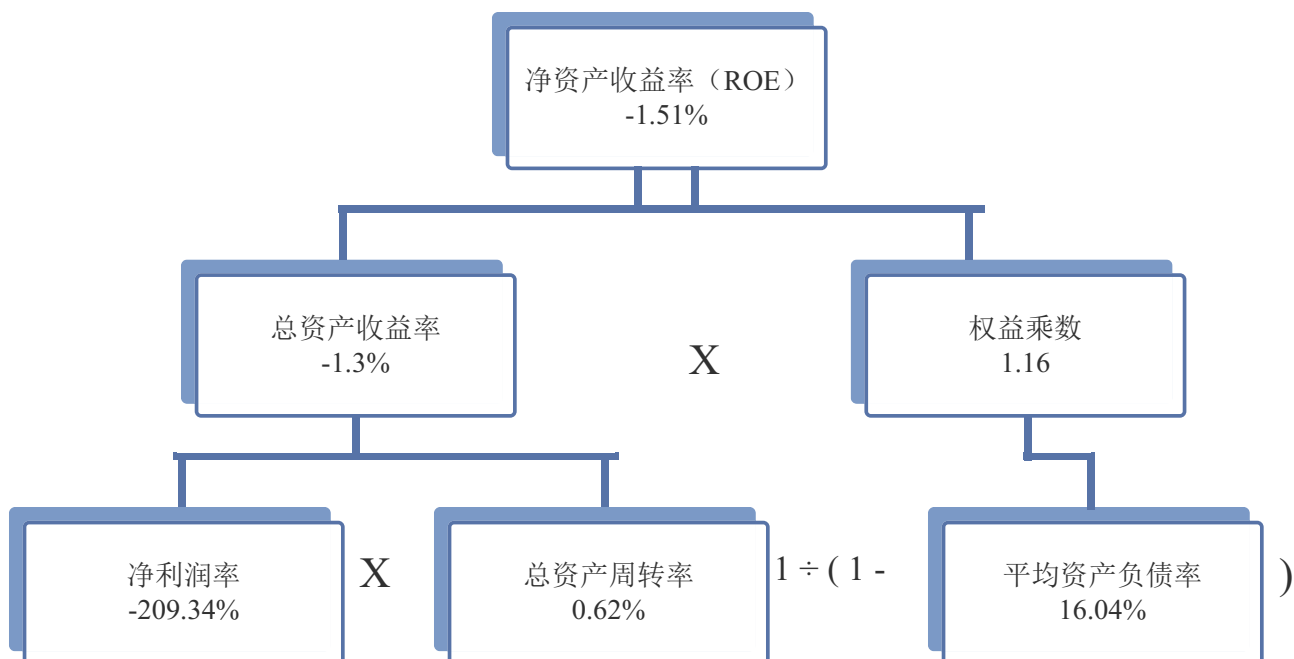 净资产收益率（ROE）
-1.51%
总资产收益率
-1.3%
X
权益乘数
1.16
净利润率
-209.34%
X
总资产周转率
0.62%
1 ÷ ( 1 -
平均资产负债率
16.04%
)